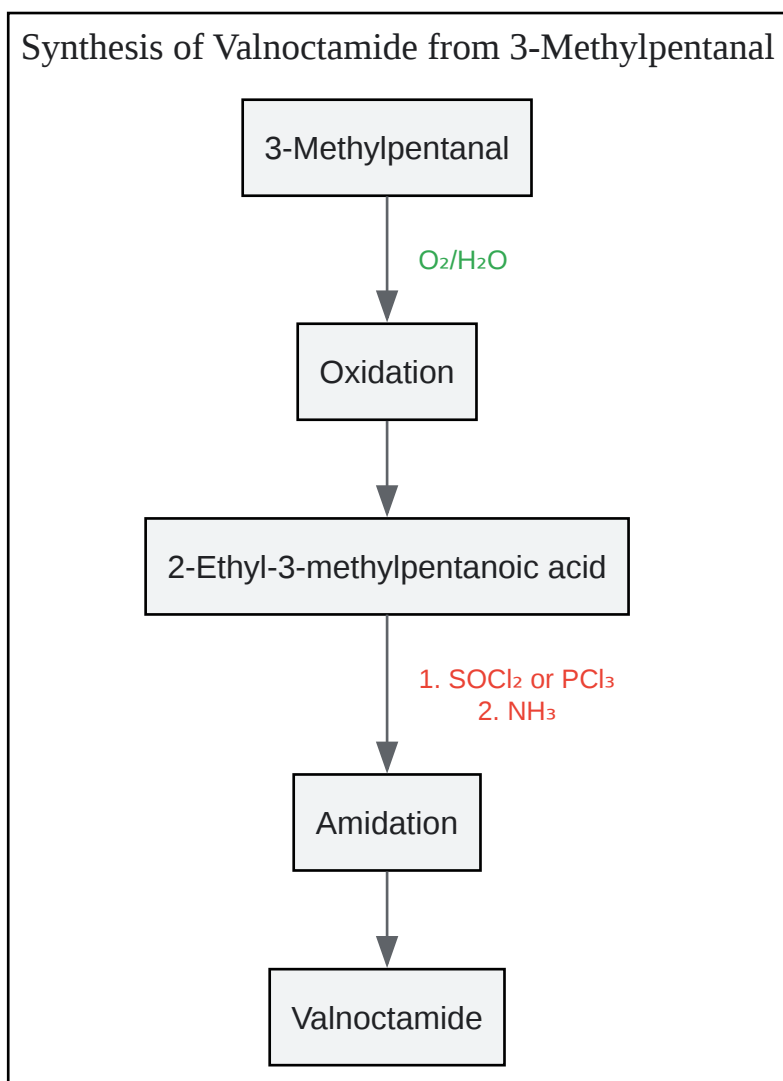 Synthesis of Valnoctamide from 3-Methylpentanal
3-Methylpentanal
O₂/H₂O
Oxidation
2-Ethyl-3-methylpentanoic acid
1. SOCl₂ or PCl₃
2. NH₃
Amidation
Valnoctamide